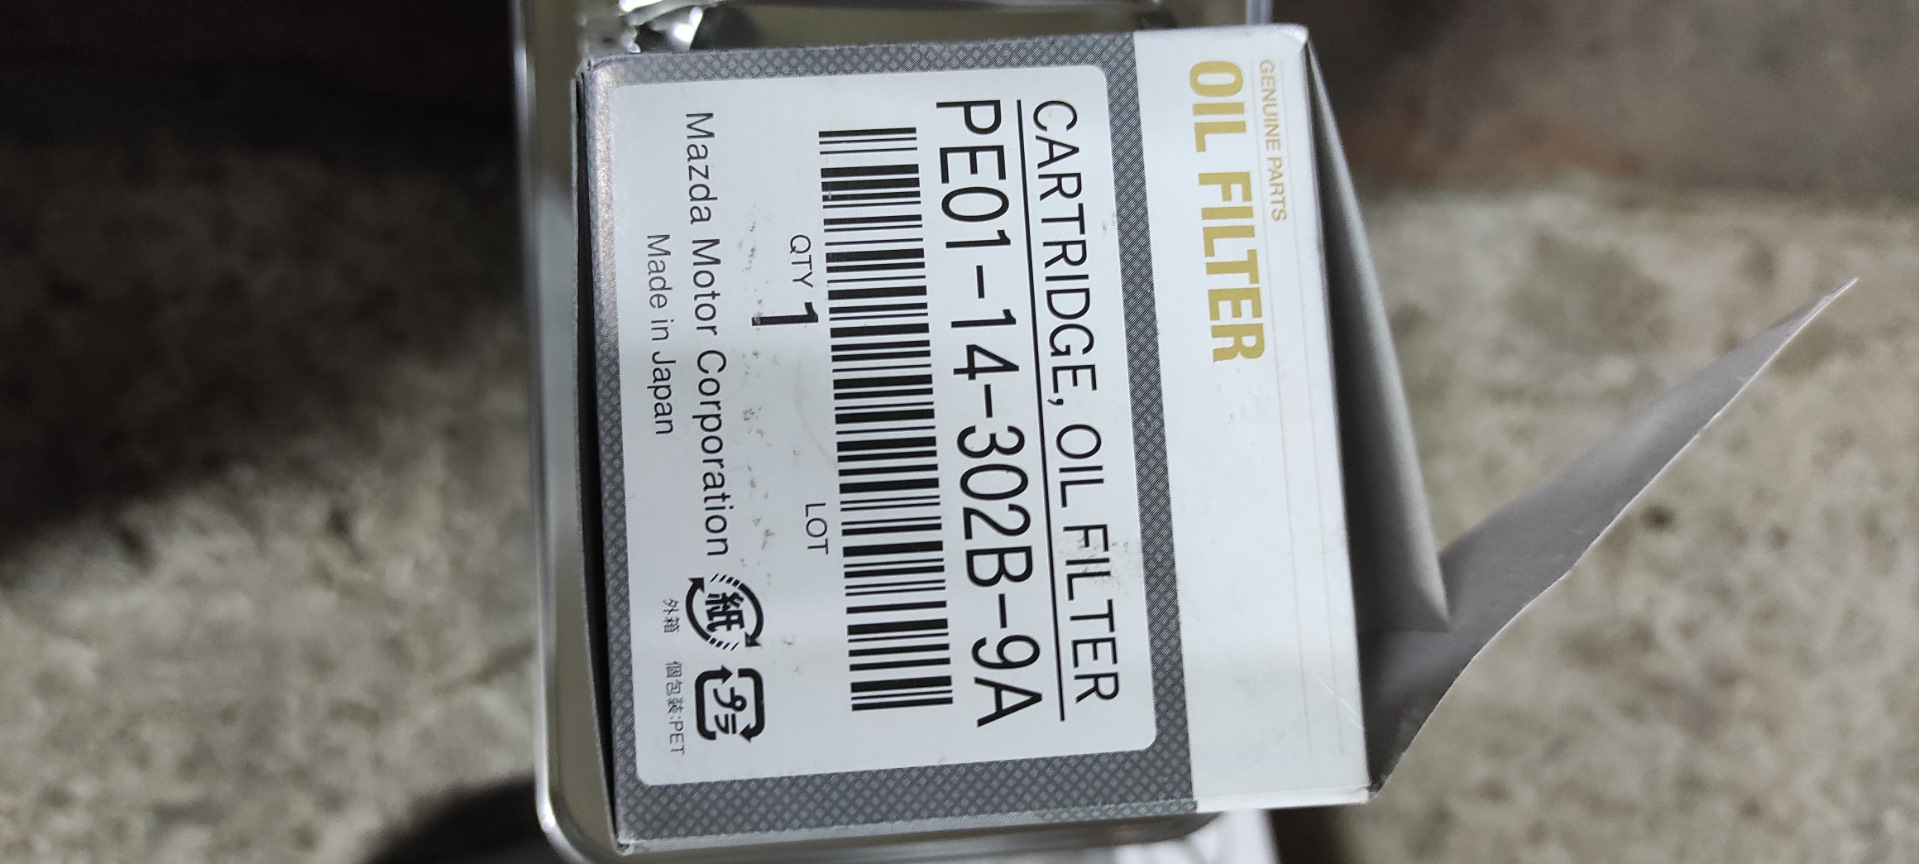 GENUINE PARTS
OIL FILTER
CARTRIDGE, OIL FILTER
PE01-14-302B-9A
QTY 1 LOT
Mazda Motor Corporation
Made in Japan
紙 プラ
外箱 個包装:PET